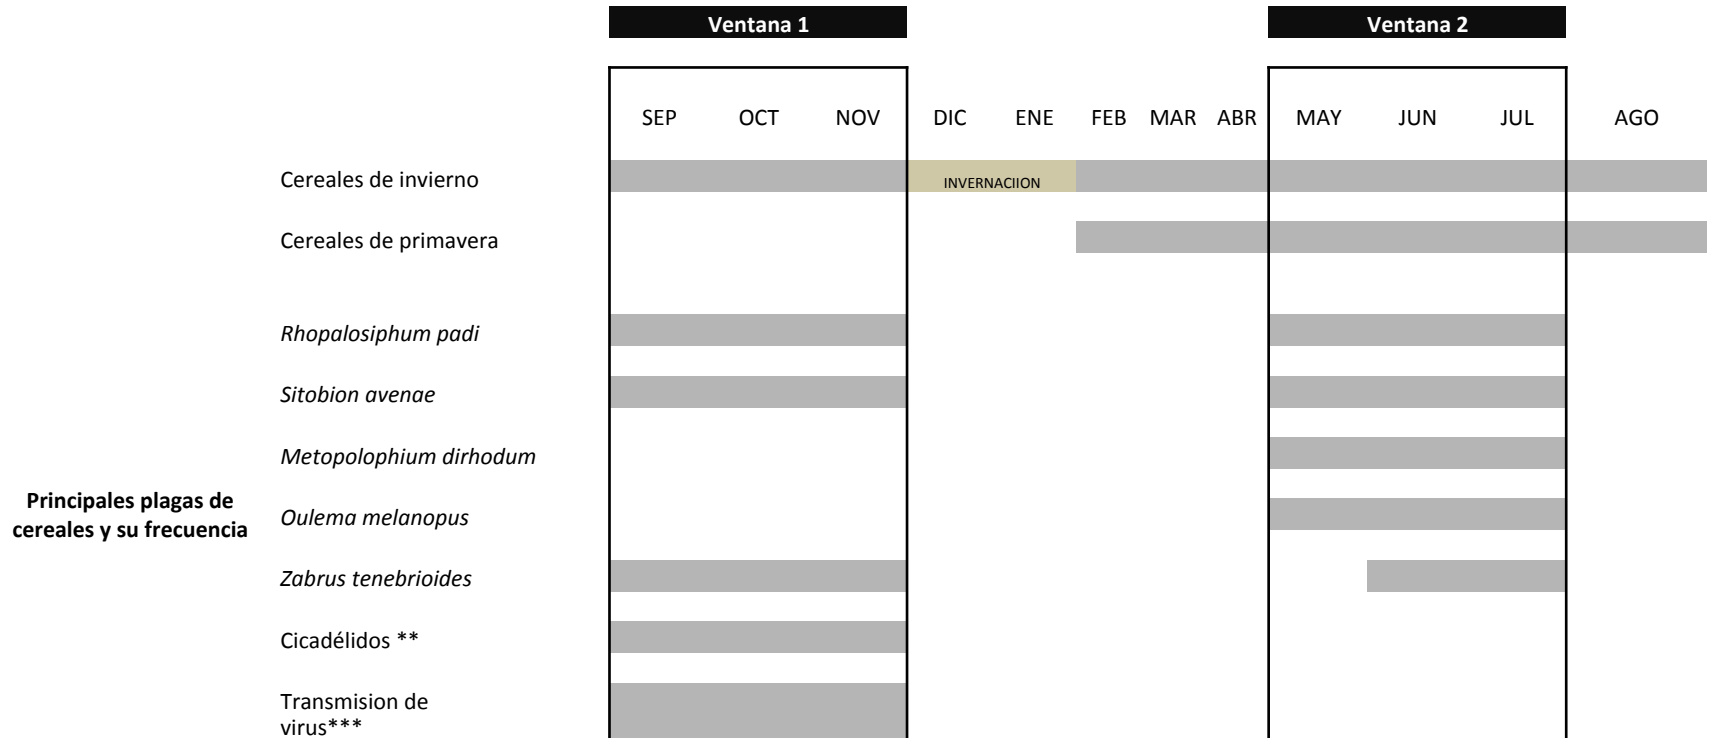 Ventana 1 Ventana 2
SEP OCT NOV DIC ENE FEB MAR ABR MAY JUN JUL AGO
Cereales de invierno INVERNACIION
Cereales de primavera
Rhopalosiphum padi
Sitobion avenae
Metopolophium dirhodum
Principales plagas de
cereales y su frecuencia
Oulema melanopus
Zabrus tenebrioides
Cicadélidos **
Transmision de
virus***